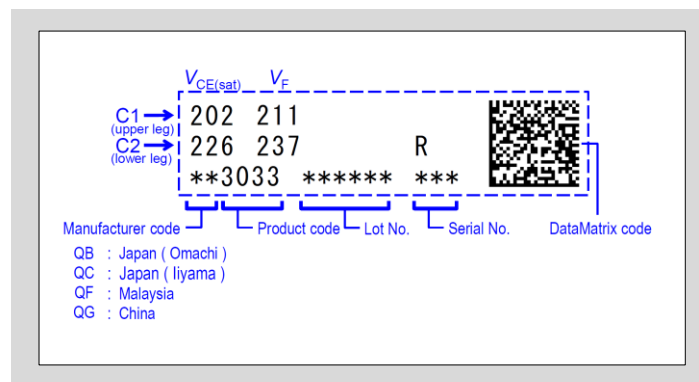 VCE(sat) VF
C1 202 211
(upper leg)
C2 226 237 R
(lower leg)
**3033 ****** ***
Manufacturer code Product code Lot No. Serial No. DataMatrix code
QB : Japan ( Omachi )
QC : Japan ( Iiyama )
QF : Malaysia
QG : China